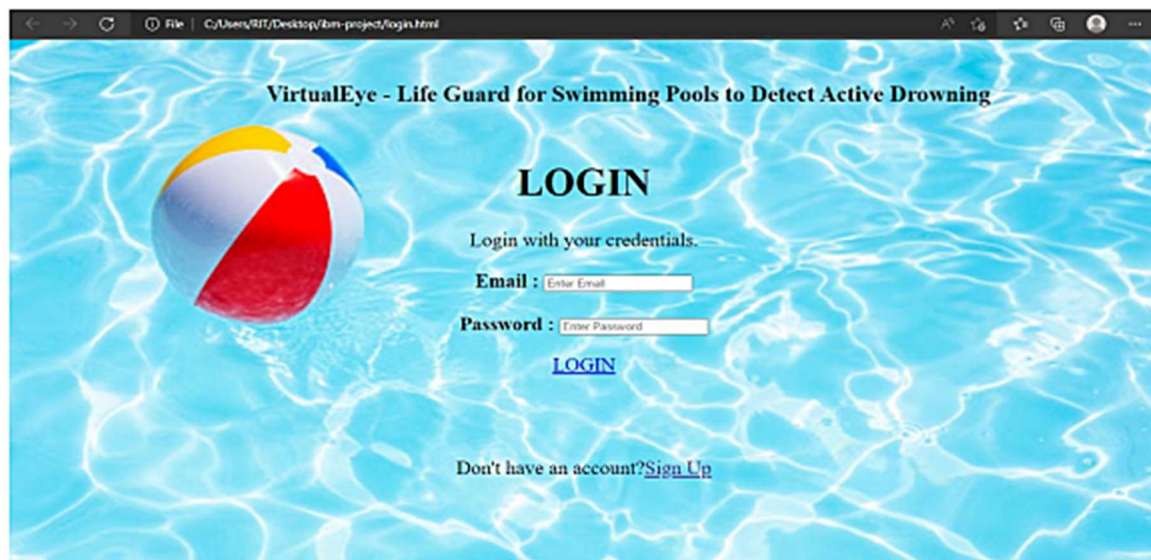 File | C:/Users/RIT/Desktop/ibm-project/login.html
VirtualEye - Life Guard for Swimming Pools to Detect Active Drowning
LOGIN
Login with your credentials.
Email : Enter Email
Password : Enter Password
LOGIN
Don't have an account?Sign Up